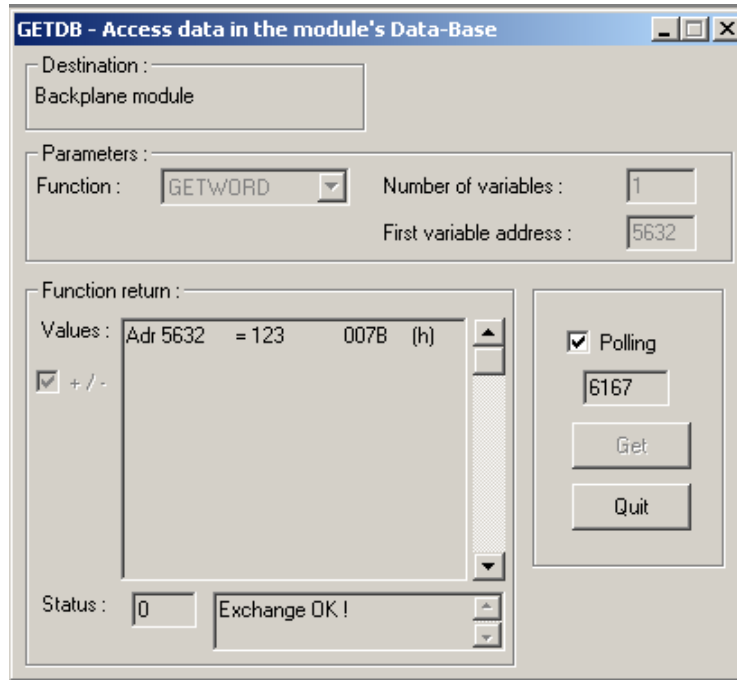 GETDB - Access data in the module's Data-Base
Destination :
Backplane module
Parameters :
Function : GETWORD Number of variables : 1
First variable address : 5632
Function return :
Values : Adr 5632 = 123 007B (h)
+ / -
Polling
6167
Get
Quit
Status : 0 Exchange OK !